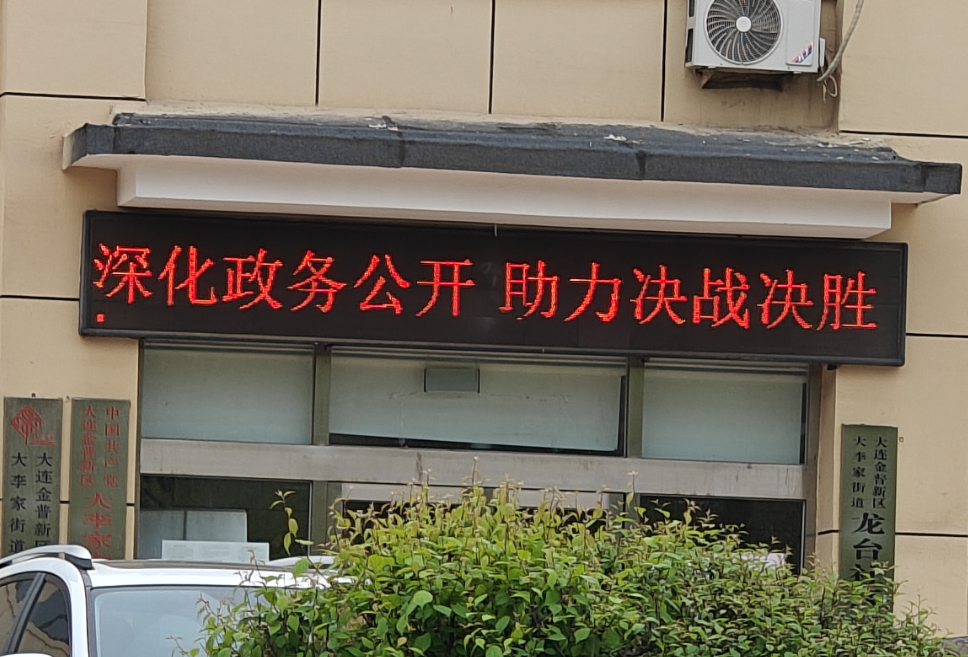 深化政务公开 助力决战决胜
大连金普新区
大李家街道
中国共产党
大连金普新区
大李家
大连金普新区
大李家街道
龙台